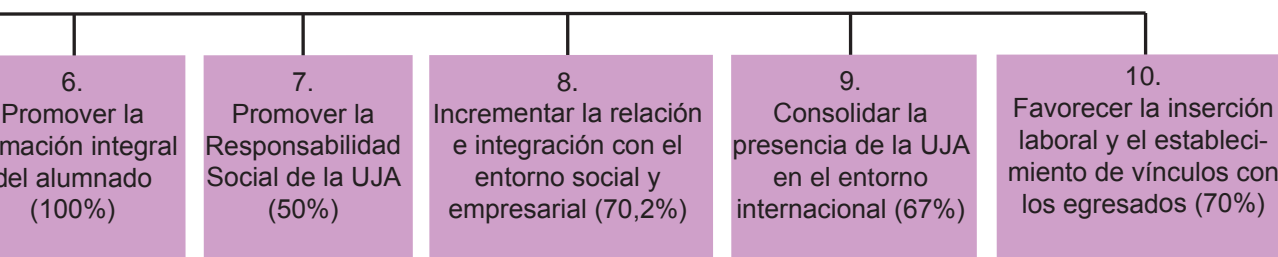 6.
Promover la
mación integral
del alumnado
(100%)
7.
Promover la
Responsabilidad
Social de la UJA
(50%)
8.
Incrementar la relación
e integración con el
entorno social y
empresarial (70,2%)
9.
Consolidar la
presencia de la UJA
en el entorno
internacional (67%)
10.
Favorecer la inserción
laboral y el estableci-
miento de vínculos con
los egresados (70%)